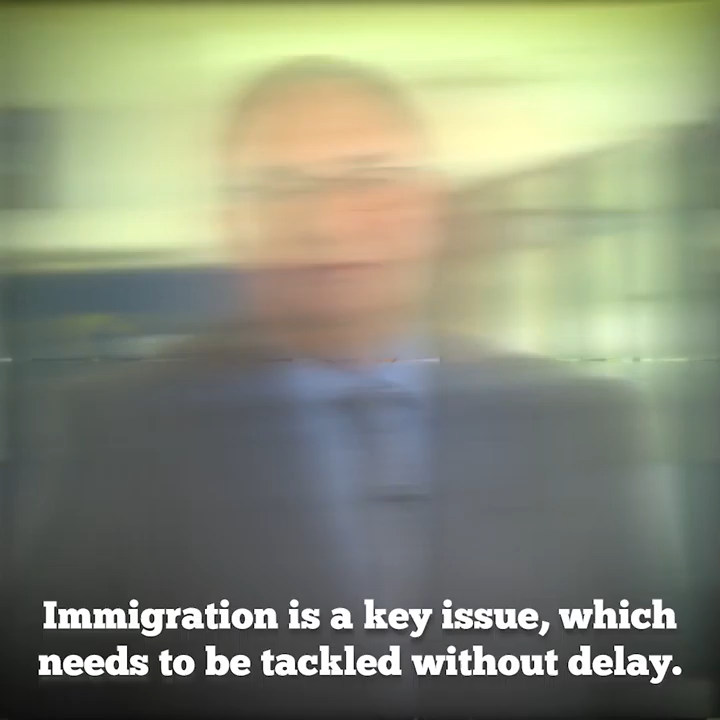 Immigration is a key issue, which
needs to be tackled without delay.